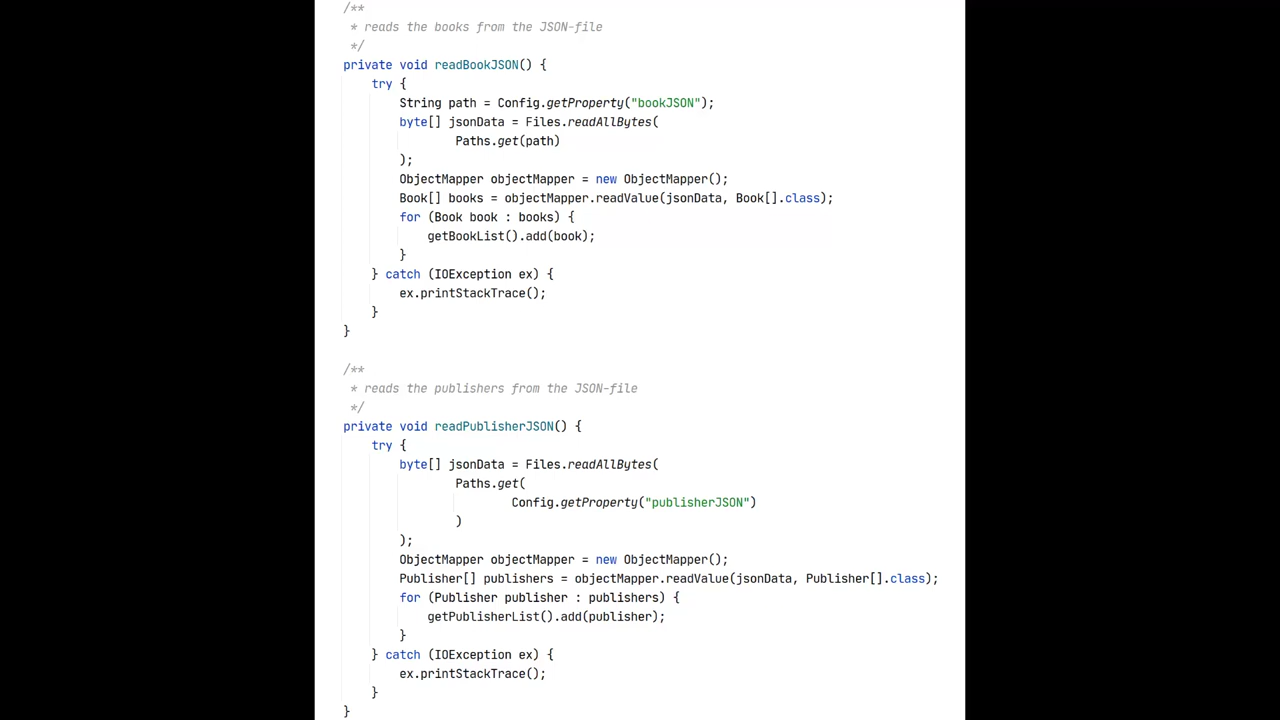 /**
 * reads the books from the JSON-file
 */
private void readBookJSON() {
    try {
        String path = Config.getProperty("bookJSON");
        byte[] jsonData = Files.readAllBytes(
                Paths.get(path)
        );
        ObjectMapper objectMapper = new ObjectMapper();
        Book[] books = objectMapper.readValue(jsonData, Book[].class);
        for (Book book : books) {
            getBookList().add(book);
        }
    } catch (IOException ex) {
        ex.printStackTrace();
    }
}
/**
 * reads the publishers from the JSON-file
 */
private void readPublisherJSON() {
    try {
        byte[] jsonData = Files.readAllBytes(
                Paths.get(
                        Config.getProperty("publisherJSON")
                )
        );
        ObjectMapper objectMapper = new ObjectMapper();
        Publisher[] publishers = objectMapper.readValue(jsonData, Publisher[].class);
        for (Publisher publisher : publishers) {
            getPublisherList().add(publisher);
        }
    } catch (IOException ex) {
        ex.printStackTrace();
    }
}